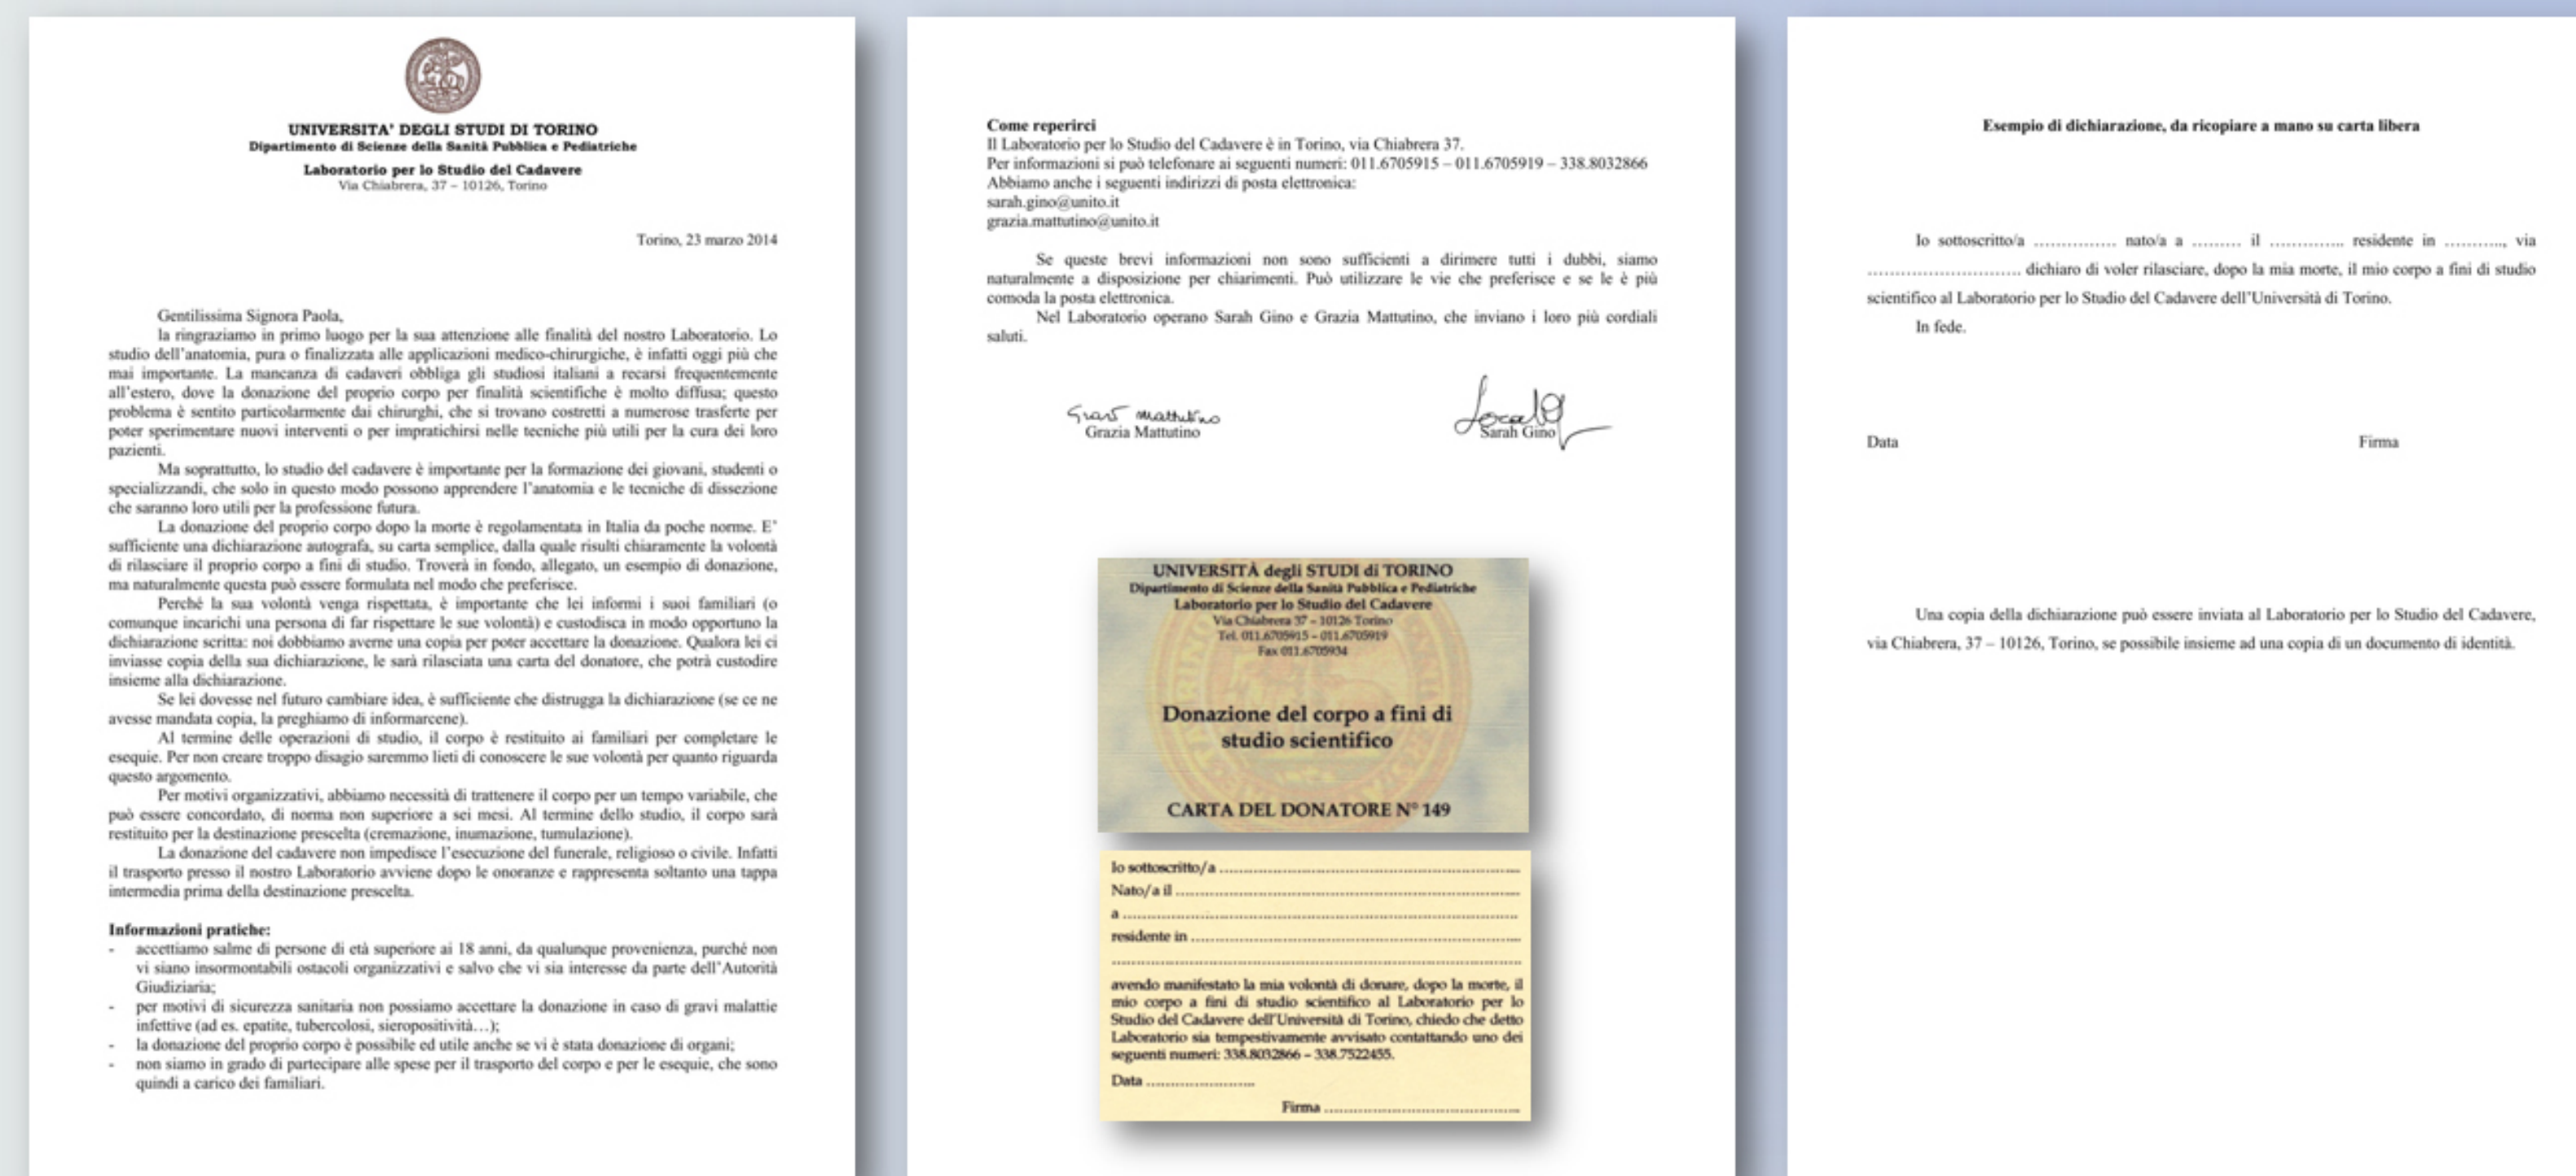 UNIVERSITA' DEGLI STUDI DI TORINO
Dipartimento di Scienze della Sanità Pubblica e Pediatriche
Laboratorio per lo Studio del Cadavere
Via Chiabrera, 37 – 10126, Torino
Torino, 23 marzo 2014
Gentilissima Signora Paola,
la ringraziamo in primo luogo per la sua attenzione alle finalità del nostro Laboratorio. Lo
studio dell'anatomia, pura o finalizzata alle applicazioni medico-chirurgiche, è infatti oggi più che
mai importante. La mancanza di cadaveri obbliga gli studiosi italiani a recarsi frequentemente
all'estero, dove la donazione del proprio corpo per finalità scientifiche è molto diffusa; questo
problema è sentito particolarmente dai chirurghi, che si trovano costretti a numerose trasferte per
poter sperimentare nuovi interventi o per impratichirsi nelle tecniche più utili per la cura dei loro
pazienti.
Ma soprattutto, lo studio del cadavere è importante per la formazione dei giovani, studenti o
specializzandi, che solo in questo modo possono apprendere l'anatomia e le tecniche di dissezione
che saranno loro utili per la professione futura.
La donazione del proprio corpo dopo la morte è regolamentata in Italia da poche norme. E'
sufficiente una dichiarazione autografa, su carta semplice, dalla quale risulti chiaramente la volontà
di rilasciare il proprio corpo a fini di studio. Troverà in fondo, allegato, un esempio di donazione,
ma naturalmente questa può essere formulata nel modo che preferisce.
Perché la sua volontà venga rispettata, è importante che lei informi i suoi familiari (o
comunque incarichi una persona di far rispettare le sue volontà) e custodisca in modo opportuno la
dichiarazione scritta: noi dobbiamo averne una copia per poter accettare la donazione. Qualora lei ci
inviasse copia della sua dichiarazione, le sarà rilasciata una carta del donatore, che potrà custodire
insieme alla dichiarazione.
Se lei dovesse nel futuro cambiare idea, è sufficiente che distrugga la dichiarazione (se ce ne
avesse mandata copia, la preghiamo di informarcene).
Al termine delle operazioni di studio, il corpo è restituito ai familiari per completare le
esequie. Per non creare troppo disagio saremmo lieti di conoscere le sue volontà per quanto riguarda
questo argomento.
Per motivi organizzativi, abbiamo necessità di trattenere il corpo per un tempo variabile, che
può essere concordato, di norma non superiore a sei mesi. Al termine dello studio, il corpo sarà
restituito per la destinazione prescelta (cremazione, inumazione, tumulazione).
La donazione del cadavere non impedisce l'esecuzione del funerale, religioso o civile. Infatti
il trasporto presso il nostro Laboratorio avviene dopo le onoranze e rappresenta soltanto una tappa
intermedia prima della destinazione prescelta.
Informazioni pratiche:
- accettiamo salme di persone di età superiore ai 18 anni, da qualunque provenienza, purché non
vi siano insormontabili ostacoli organizzativi e salvo che vi sia interesse da parte dell'Autorità
Giudiziaria;
- per motivi di sicurezza sanitaria non possiamo accettare la donazione in caso di gravi malattie
infettive (ad es. epatite, tubercolosi, sieropositività…);
- la donazione del proprio corpo è possibile ed utile anche se vi è stata donazione di organi;
- non siamo in grado di partecipare alle spese per il trasporto del corpo e per le esequie, che sono
quindi a carico dei familiari.
Come reperirci
Il Laboratorio per lo Studio del Cadavere è in Torino, via Chiabrera 37.
Per informazioni si può telefonare ai seguenti numeri: 011.6705915 – 011.6705919 – 338.8032866
Abbiamo anche i seguenti indirizzi di posta elettronica:
sarah.gino@unito.it
grazia.mattutino@unito.it
Se queste brevi informazioni non sono sufficienti a dirimere tutti i dubbi, siamo
naturalmente a disposizione per chiarimenti. Può utilizzare le vie che preferisce e se le è più
comoda la posta elettronica.
Nel Laboratorio operano Sarah Gino e Grazia Mattutino, che inviano i loro più cordiali
saluti.
Grazia Mattutino
Sarah Gino
UNIVERSITÀ degli STUDI di TORINO
Dipartimento di Scienze della Sanità Pubblica e Pediatriche
Laboratorio per lo Studio del Cadavere
Via Chiabrera 37 – 10126 Torino
Tel. 011.6705915 – 011.6705919
Fax 011.6705934
Donazione del corpo a fini di
studio scientifico
CARTA DEL DONATORE N° 149
Io sottoscritto/a ................................
Nato/a il ................................
a ................................
residente in ................................
................................
avendo manifestato la mia volontà di donare, dopo la morte, il
mio corpo a fini di studio scientifico al Laboratorio per lo
Studio del Cadavere dell'Università di Torino, chiedo che detto
Laboratorio sia tempestivamente avvisato contattando uno dei
seguenti numeri: 338.8032866 – 338.7522455.
Data ................
Firma ................................
Esempio di dichiarazione, da ricopiare a mano su carta libera
Io sottoscritto/a ............... nato/a a ......... il ............. residente in ..........., via
............................ dichiaro di voler rilasciare, dopo la mia morte, il mio corpo a fini di studio
scientifico al Laboratorio per lo Studio del Cadavere dell'Università di Torino.
In fede.
Data Firma
Una copia della dichiarazione può essere inviata al Laboratorio per lo Studio del Cadavere,
via Chiabrera, 37 – 10126, Torino, se possibile insieme ad una copia di un documento di identità.